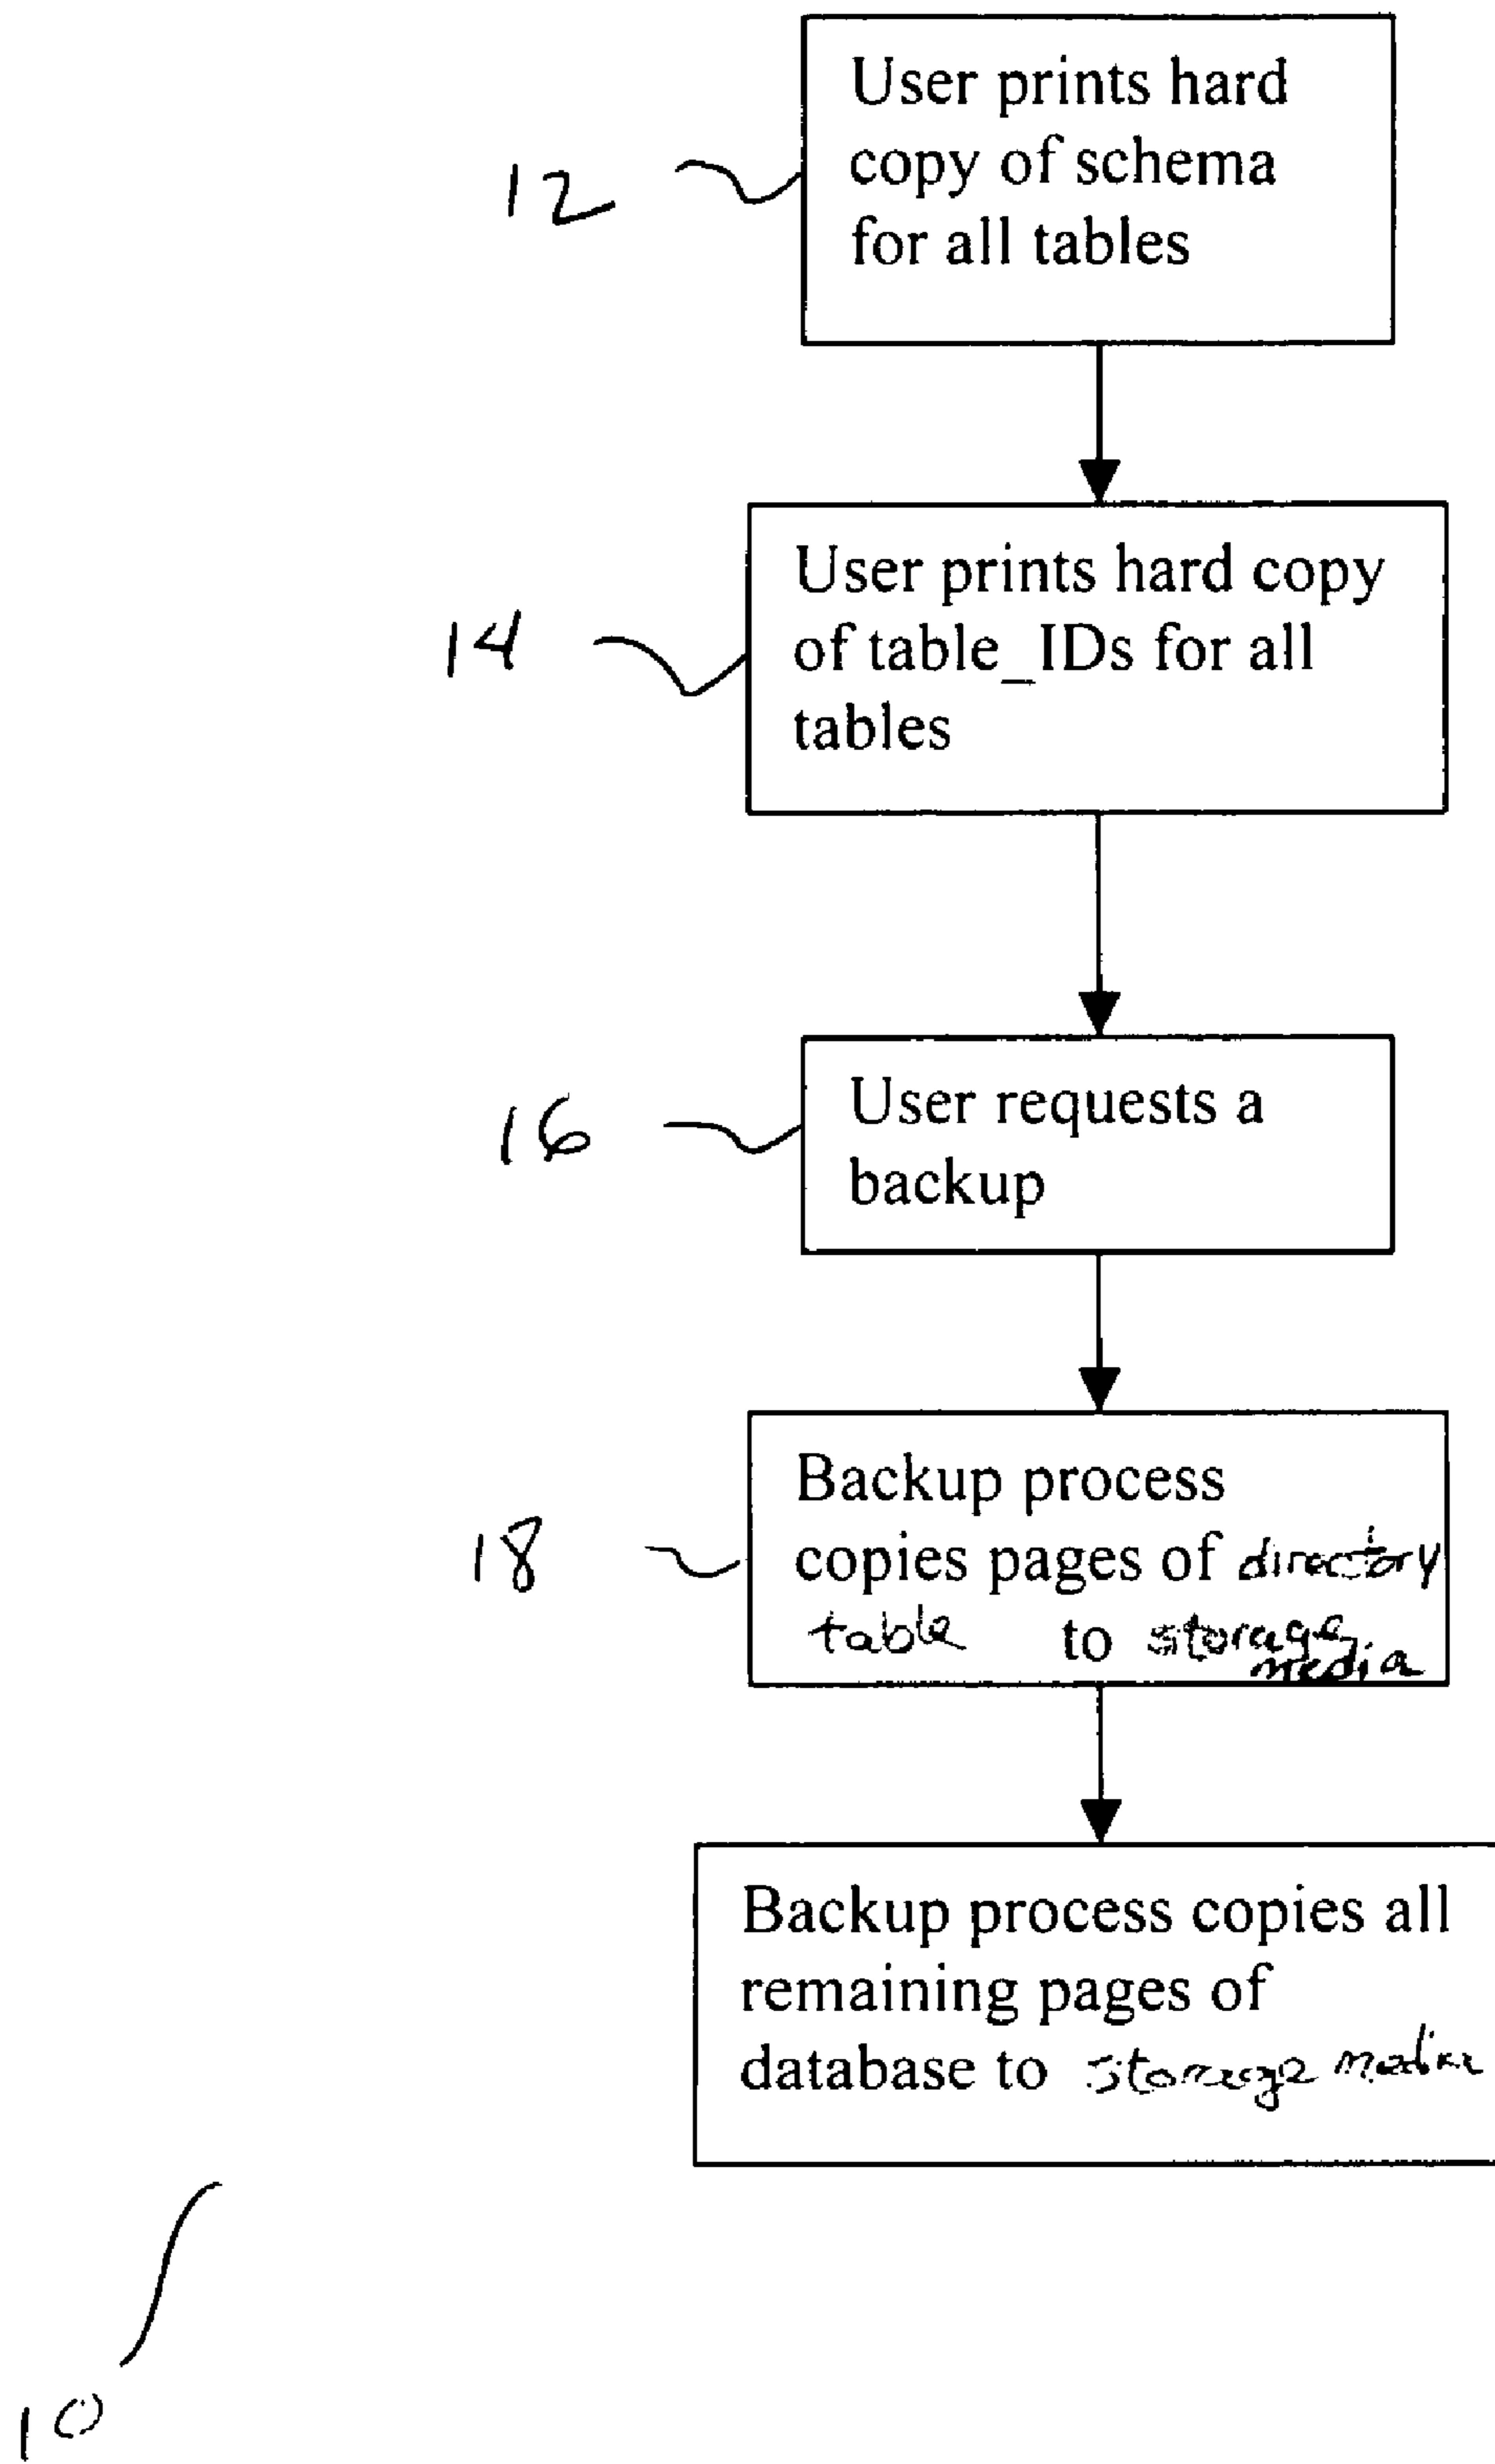 User prints hard
copy of schema
for all tables
12
User prints hard copy
of table_IDs for all
tables
14
User requests a
backup
16
Backup process
copies pages of directory
table to storage
media
18
Backup process copies all
remaining pages of
database to storage media
10